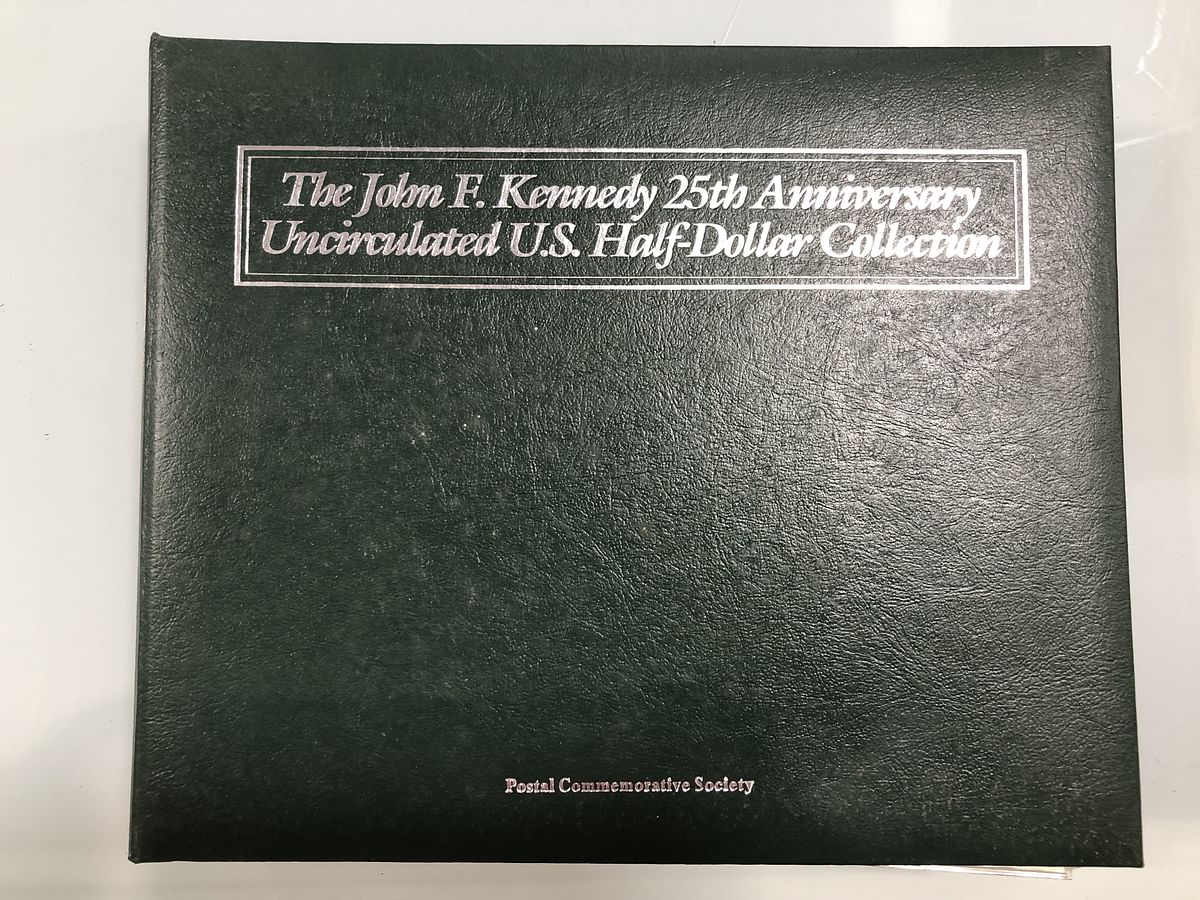 The John F. Kennedy 25th Anniversary
Uncirculated U.S. Half-Dollar Collection
Postal Commemorative Society